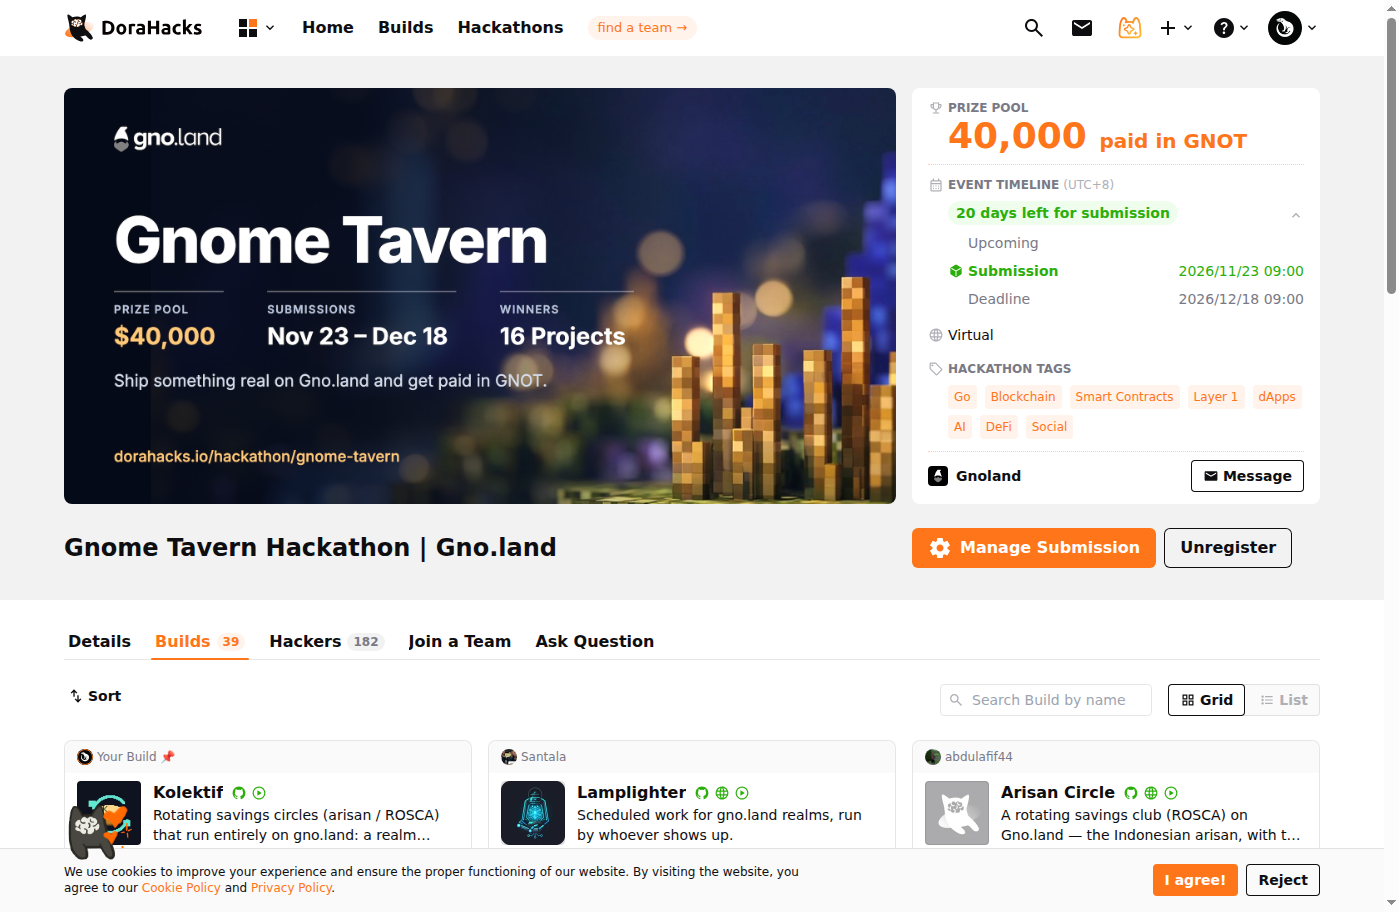 DoraHacks
Home
Builds
Hackathons
find a team →
gno.land
Gnome Tavern
PRIZE POOL
SUBMISSIONS
WINNERS
$40,000
Nov 23 – Dec 18
16 Projects
Ship something real on Gno.land and get paid in GNOT.
dorahacks.io/hackathon/gnome-tavern
PRIZE POOL
40,000 paid in GNOT
EVENT TIMELINE (UTC+8)
20 days left for submission
Upcoming
Submission 2026/11/23 09:00
Deadline 2026/12/18 09:00
Virtual
HACKATHON TAGS
Go Blockchain Smart Contracts Layer 1 dApps
AI DeFi Social
Gnoland
Message
Gnome Tavern Hackathon | Gno.land
Manage Submission
Unregister
Details
Builds 39
Hackers 182
Join a Team
Ask Question
Sort
Search Build by name
Grid
List
Your Build
Kolektif
Rotating savings circles (arisan / ROSCA)
that run entirely on gno.land: a realm...
Santala
Lamplighter
Scheduled work for gno.land realms, run
by whoever shows up.
abdulafif44
Arisan Circle
A rotating savings club (ROSCA) on
Gno.land — the Indonesian arisan, with t...
We use cookies to improve your experience and ensure the proper functioning of our website. By visiting the website, you
agree to our Cookie Policy and Privacy Policy.
I agree!
Reject